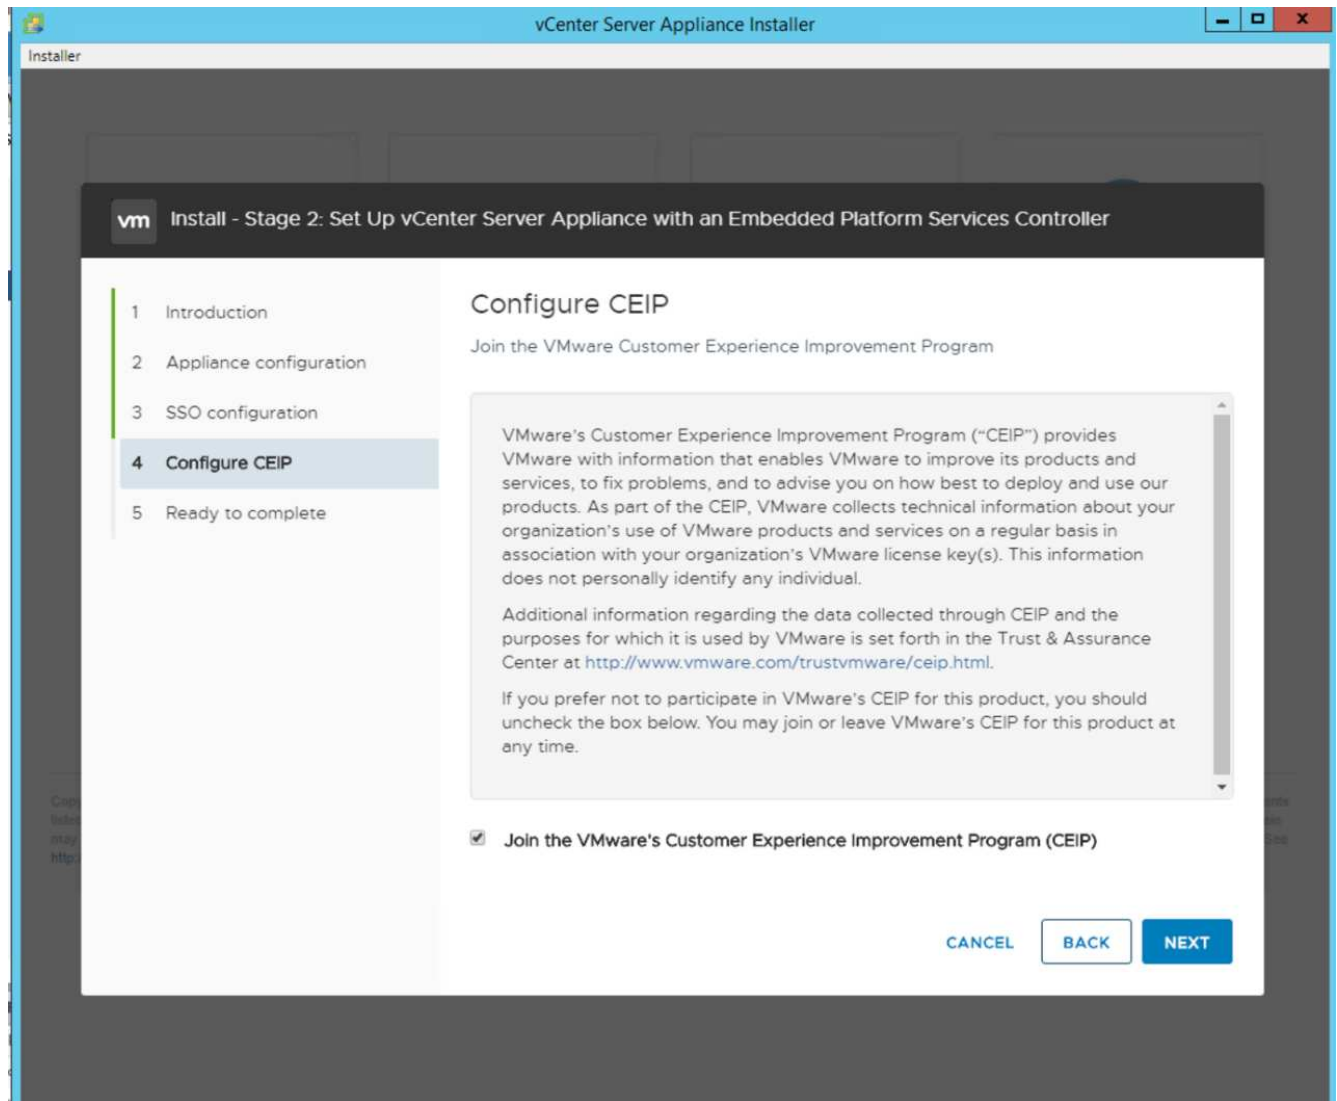 vCenter Server Appliance Installer
Installer
vm Install - Stage 2: Set Up vCenter Server Appliance with an Embedded Platform Services Controller
1 Introduction
2 Appliance configuration
3 SSO configuration
4 Configure CEIP
5 Ready to complete
Configure CEIP
Join the VMware Customer Experience Improvement Program
VMware's Customer Experience Improvement Program (“CEIP”) provides
VMware with information that enables VMware to improve its products and
services, to fix problems, and to advise you on how best to deploy and use our
products. As part of the CEIP, VMware collects technical information about your
organization's use of VMware products and services on a regular basis in
association with your organization's VMware license key(s). This information
does not personally identify any individual.
Additional information regarding the data collected through CEIP and the
purposes for which it is used by VMware is set forth in the Trust & Assurance
Center at http://www.vmware.com/trustvmware/ceip.html.
If you prefer not to participate in VMware's CEIP for this product, you should
uncheck the box below. You may join or leave VMware's CEIP for this product at
any time.
Join the VMware's Customer Experience Improvement Program (CEIP)
CANCEL BACK NEXT